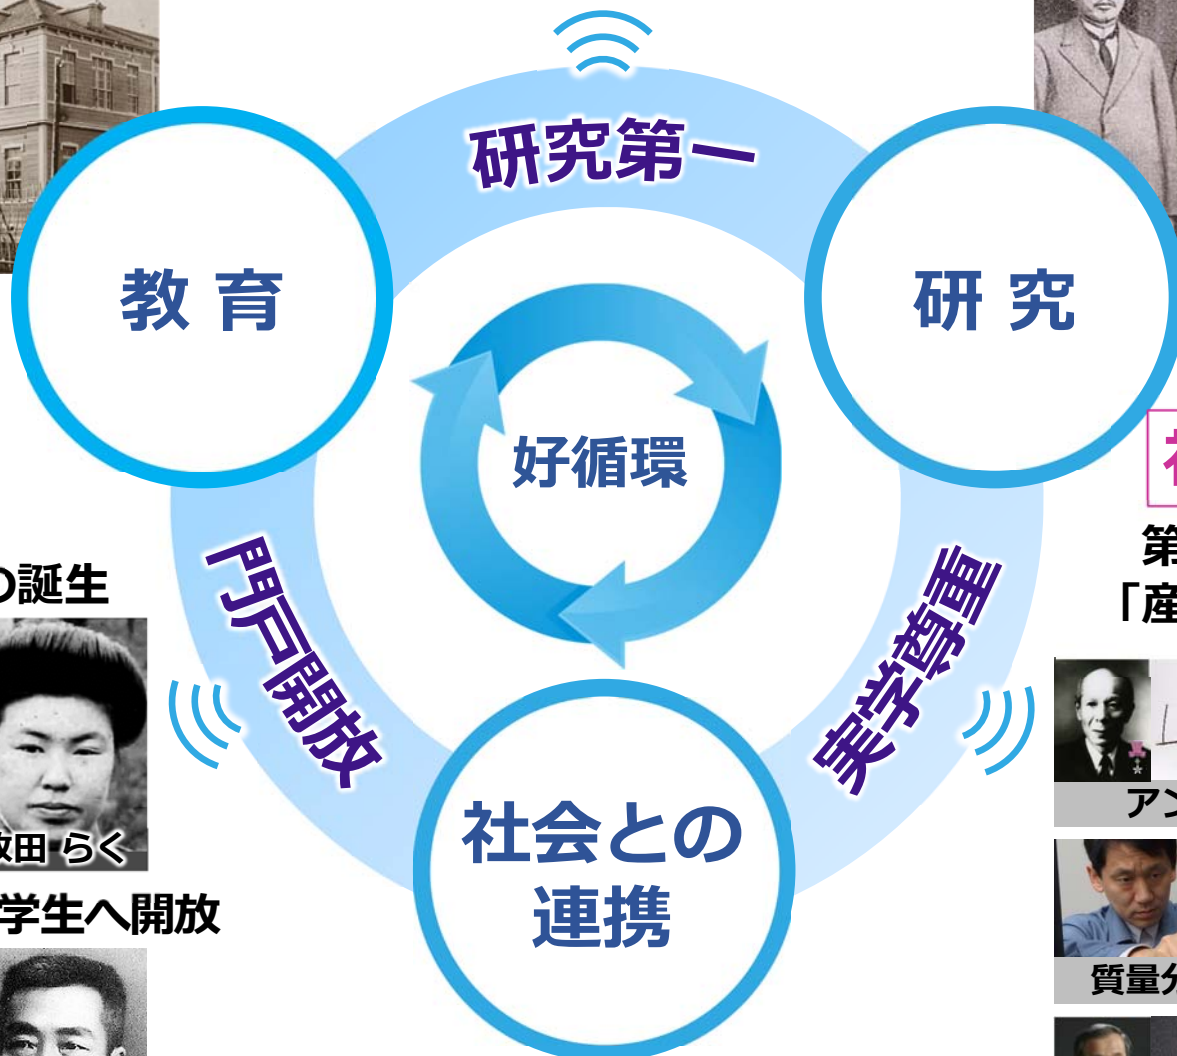 研究第一
教育
研究
好循環
の誕生
第
「産
門戸開放
実学尊重
牧田 らく
学生へ開放
社会との
連携
アン
質量分